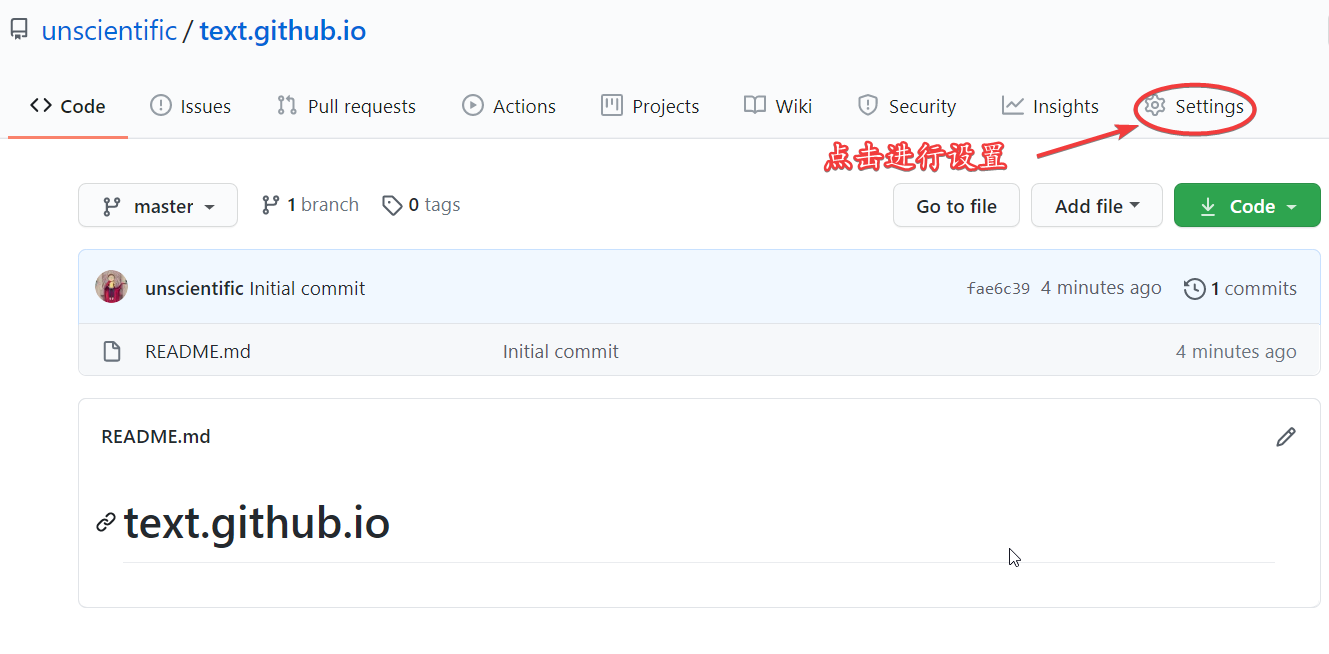 unscientific / text.github.io
Code Issues Pull requests Actions Projects Wiki Security Insights Settings
点击进行设置
master 1 branch 0 tags Go to file Add file Code
unscientific Initial commit fae6c39 4 minutes ago 1 commits
README.md Initial commit 4 minutes ago
README.md
text.github.io